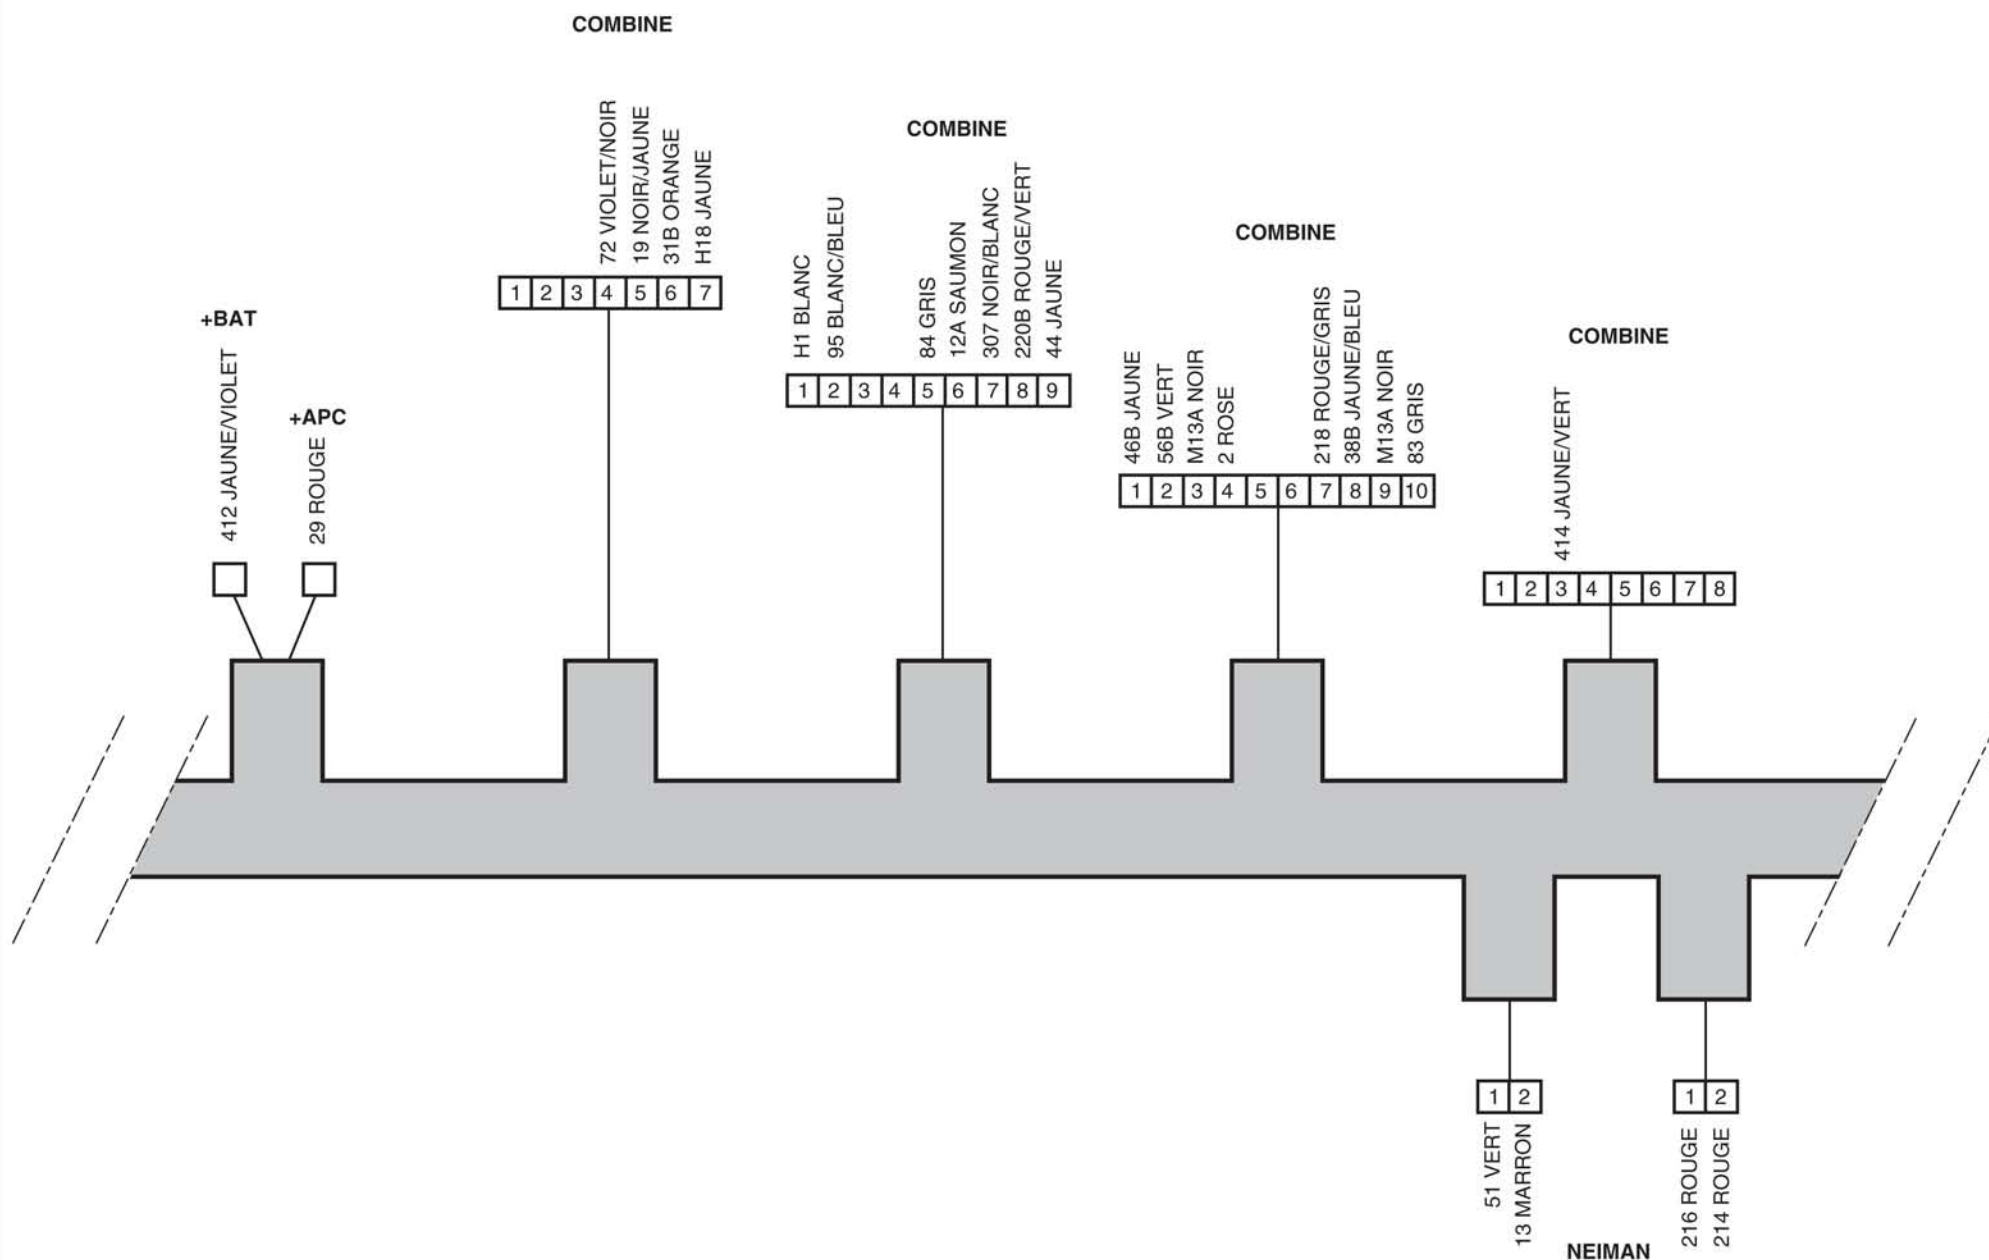 COMBINE
72 VIOLET/NOIR
19 NOIR/JAUNE
31B ORANGE
H18 JAUNE
1 2 3 4 5 6 7
COMBINE
H1 BLANC
95 BLANC/BLEU
84 GRIS
12A SAUMON
307 NOIR/BLANC
220B ROUGE/VERT
44 JAUNE
1 2 3 4 5 6 7 8 9
COMBINE
46B JAUNE
56B VERT
M13A NOIR
2 ROSE
218 ROUGE/GRIS
38B JAUNE/BLEU
M13A NOIR
83 GRIS
1 2 3 4 5 6 7 8 9 10
COMBINE
414 JAUNE/VERT
1 2 3 4 5 6 7 8
+BAT
412 JAUNE/VIOLET
+APC
29 ROUGE
1 2
51 VERT
13 MARRON
1 2
216 ROUGE
214 ROUGE
NEIMAN